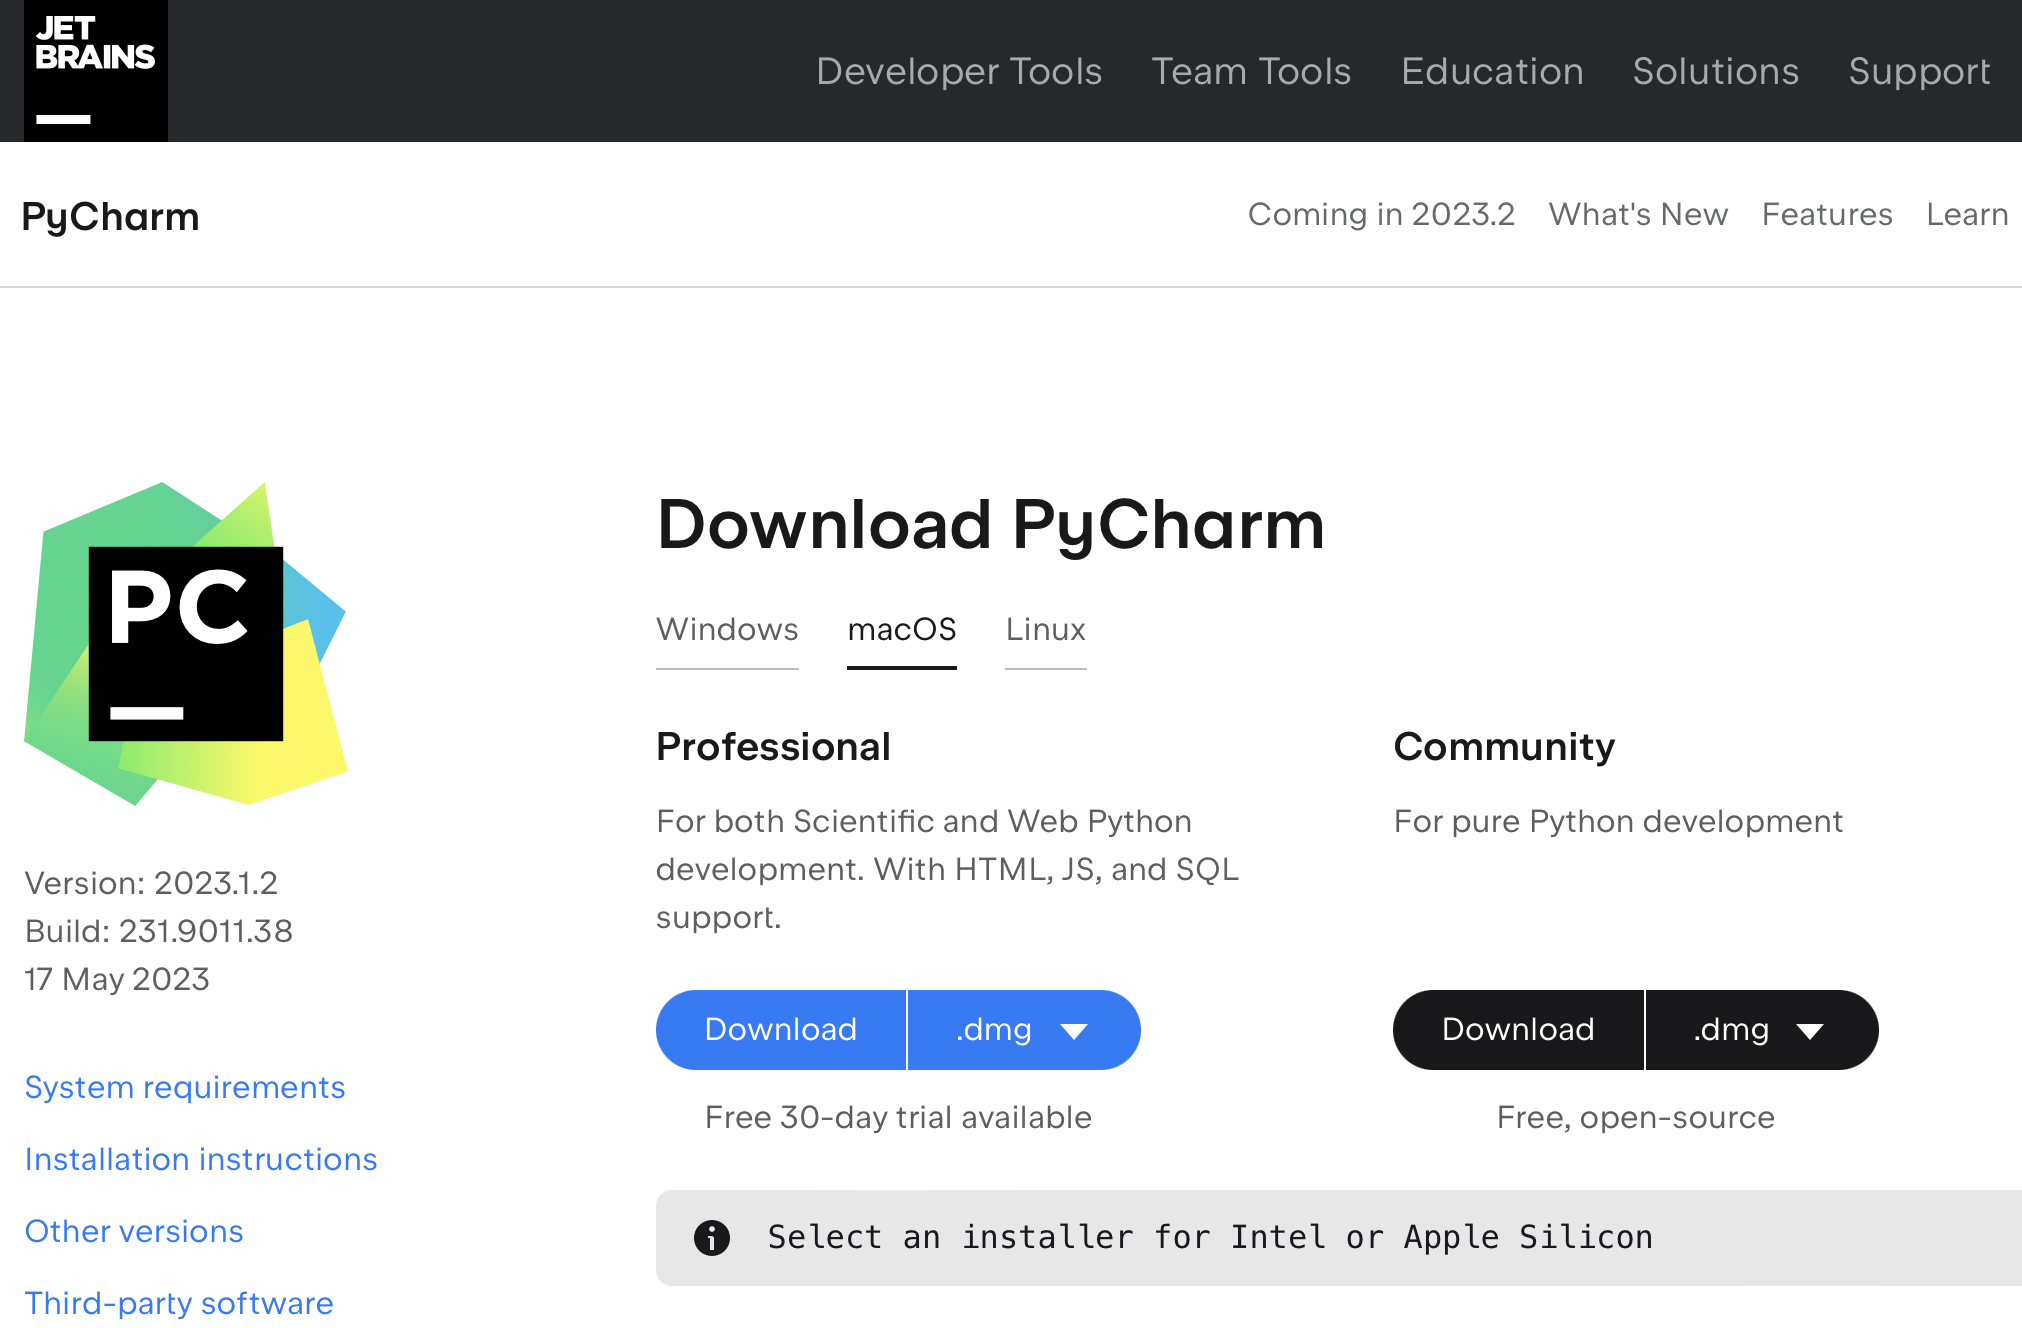 JET
BRAINS
Developer Tools Team Tools Education Solutions Support
PyCharm
Coming in 2023.2 What's New Features Learn
PC
Version: 2023.1.2
Build: 231.9011.38
17 May 2023
System requirements
Installation instructions
Other versions
Third-party software
Download PyCharm
Windows macOS Linux
Professional
For both Scientific and Web Python
development. With HTML, JS, and SQL
support.
Download .dmg
Free 30-day trial available
Community
For pure Python development
Download .dmg
Free, open-source
Select an installer for Intel or Apple Silicon